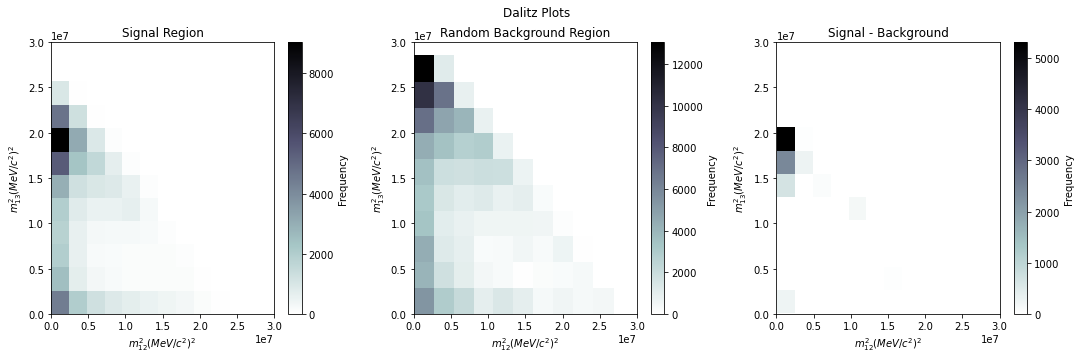 Dalitz Plots
Signal Region
Random Background Region
Signal - Background
1e7
3.0
2.5
2.0
1.5
1.0
0.5
0.0
m²₁₃(MeV/c²)²
0.0 0.5 1.0 1.5 2.0 2.5 3.0
1e7
m²₁₂(MeV/c²)²
8000
6000
4000
2000
0
Frequency
1e7
3.0
2.5
2.0
1.5
1.0
0.5
0.0
m²₁₃(MeV/c²)²
0.0 0.5 1.0 1.5 2.0 2.5 3.0
1e7
m²₁₂(MeV/c²)²
12000
10000
8000
6000
4000
2000
0
Frequency
1e7
3.0
2.5
2.0
1.5
1.0
0.5
0.0
m²₁₃(MeV/c²)²
0.0 0.5 1.0 1.5 2.0 2.5 3.0
1e7
m²₁₂(MeV/c²)²
5000
4000
3000
2000
1000
0
Frequency